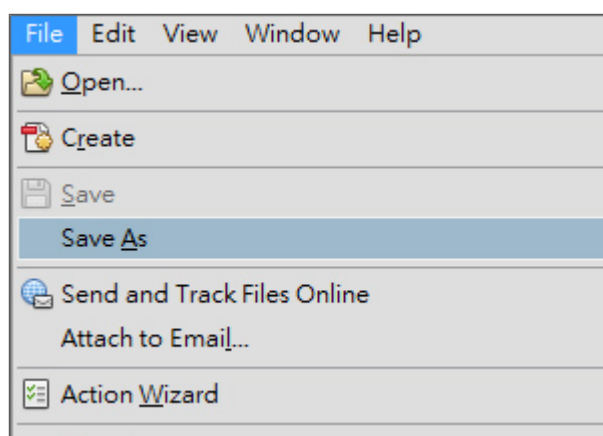 File Edit View Window Help
Open...
Create
Save
Save As
Send and Track Files Online
Attach to Email...
Action Wizard